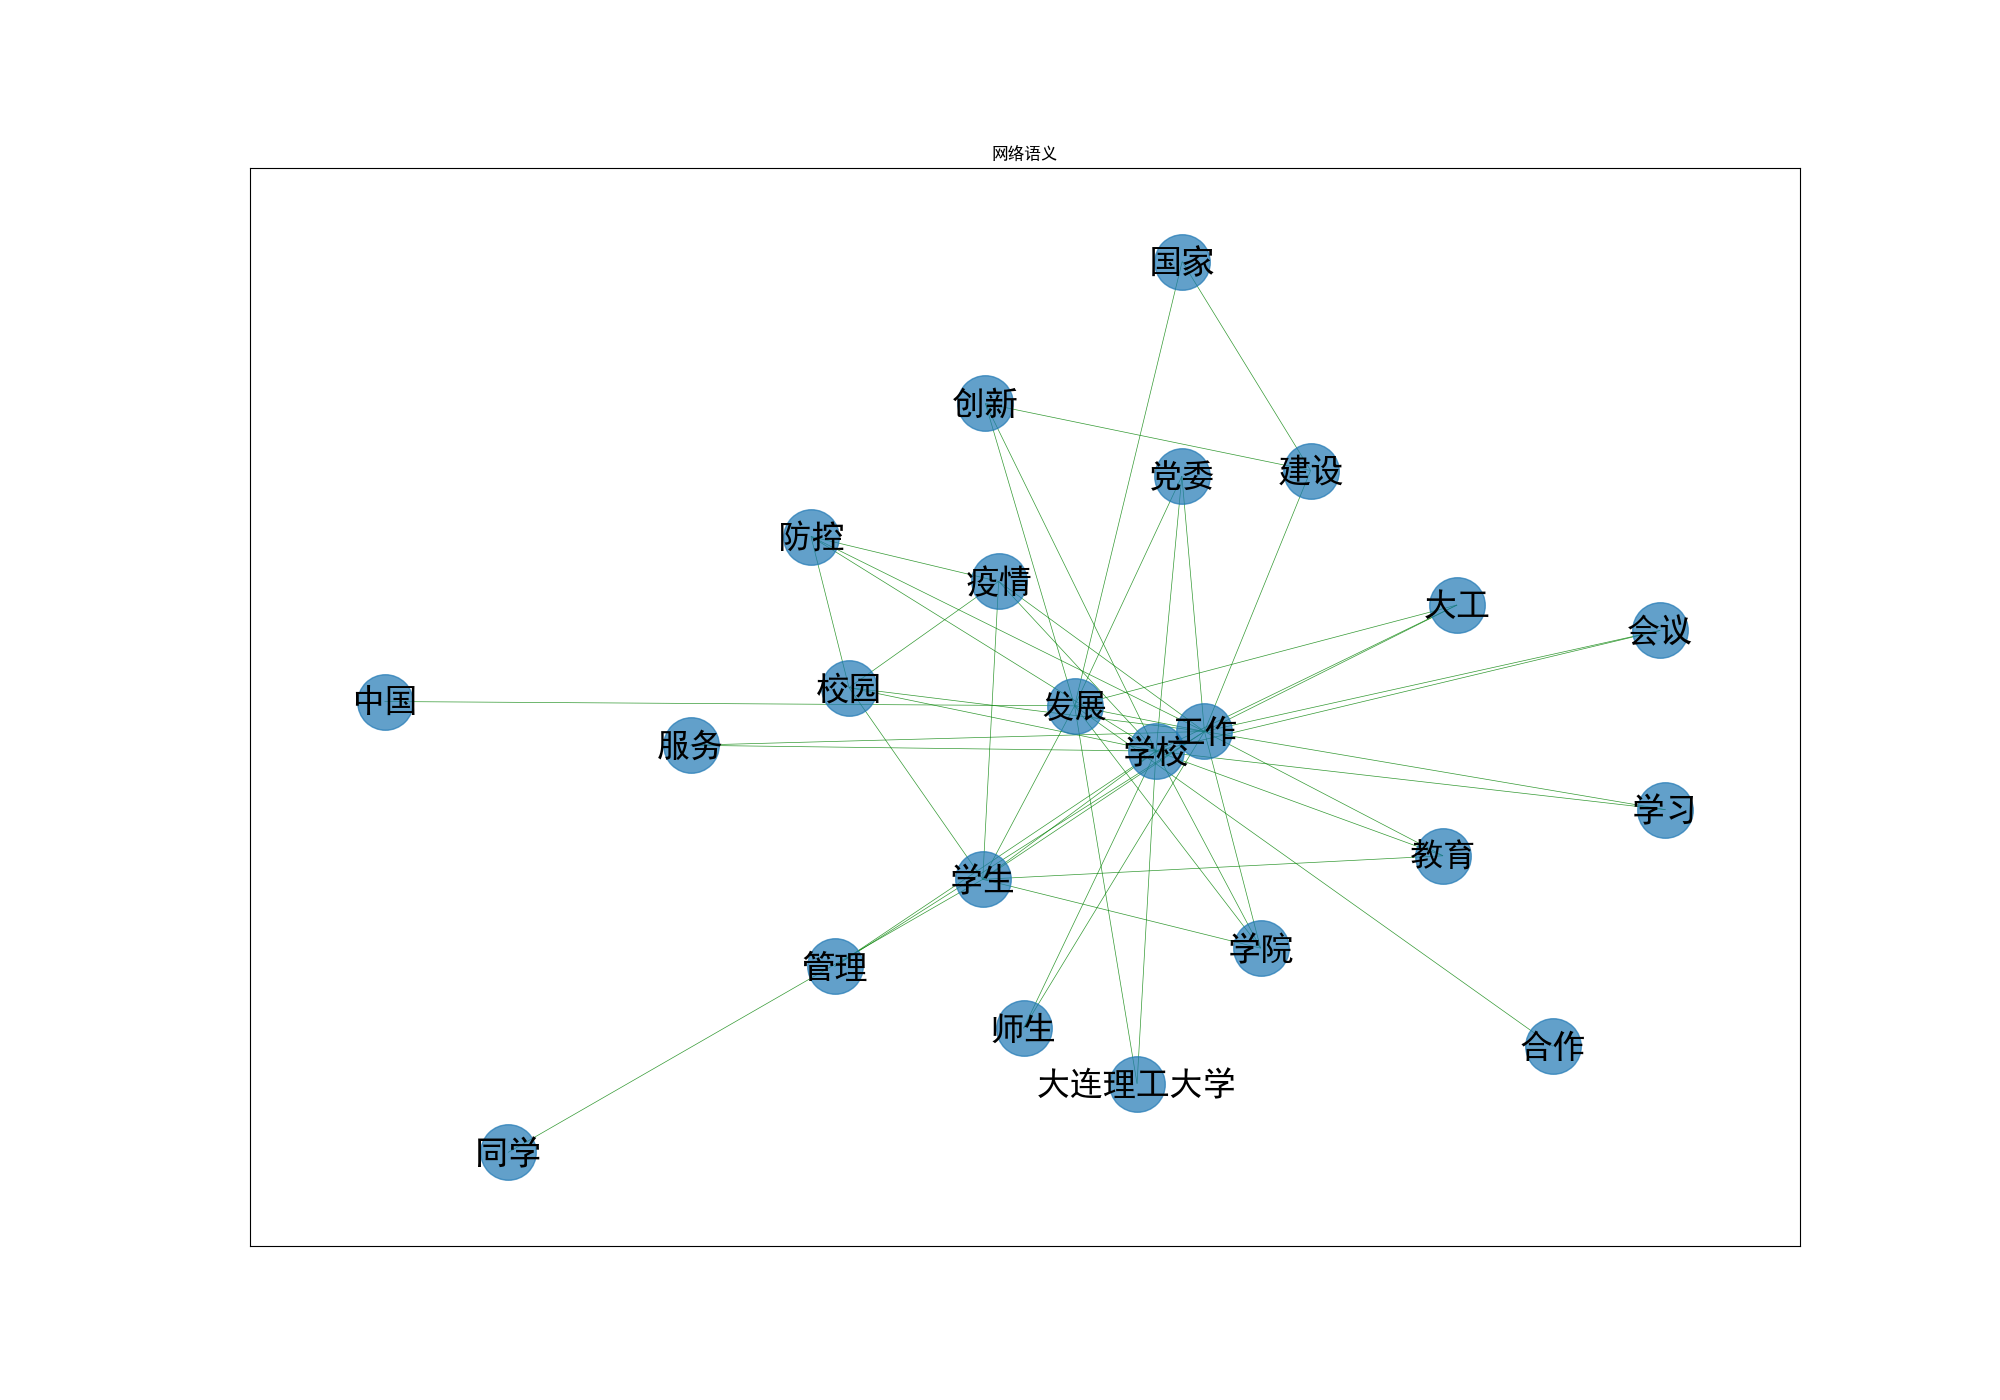 网络语义
国家
创新
党委
建设
防控
疫情
大工
会议
校园
中国
发展
工作
服务
学校
学习
教育
学生
学院
管理
师生
合作
大连理工大学
同学